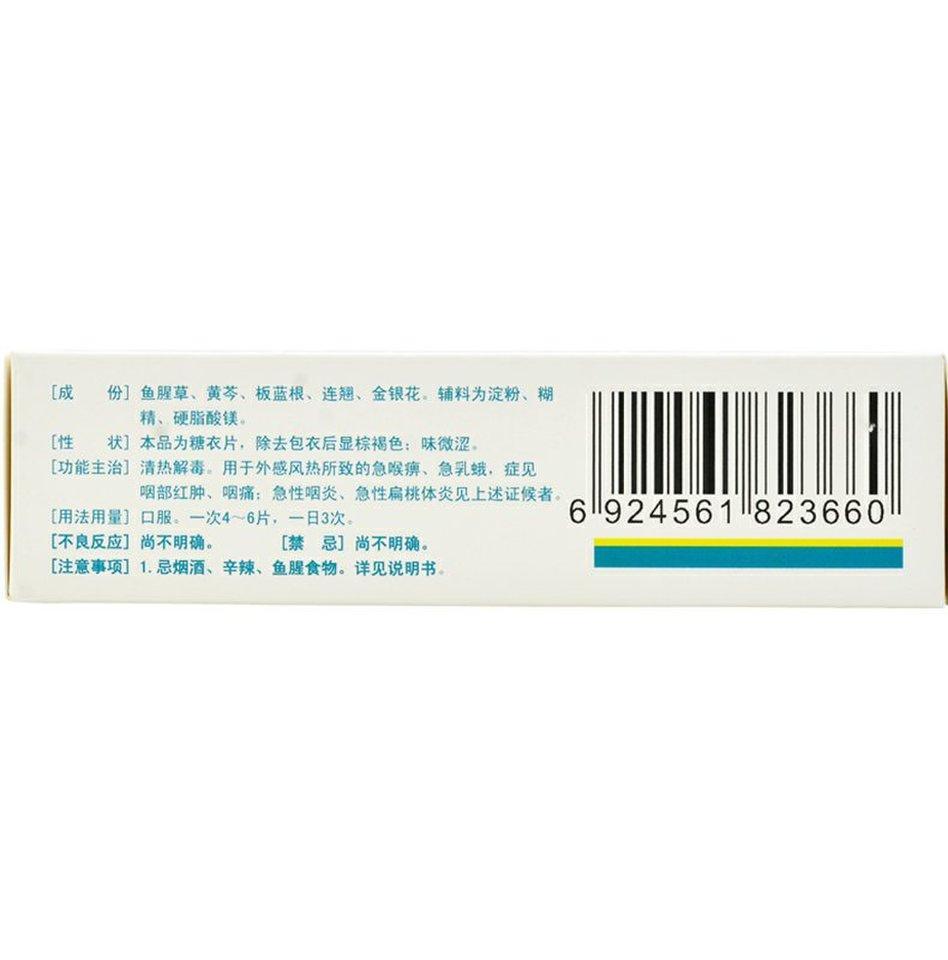 [成　份] 鱼腥草、黄芩、板蓝根、连翘、金银花。辅料为淀粉、糊
精、硬脂酸镁。
[性　状] 本品为糖衣片，除去包衣后显棕褐色；味微涩。
[功能主治] 清热解毒。用于外感风热所致的急喉痹、急乳蛾，症见
咽部红肿、咽痛；急性咽炎、急性扁桃体炎见上述证候者。
[用法用量] 口服。一次4～6片，一日3次。
[不良反应] 尚不明确。　[禁　忌] 尚不明确。
[注意事项] 1. 忌烟酒、辛辣、鱼腥食物。详见说明书。
6 924561 823660